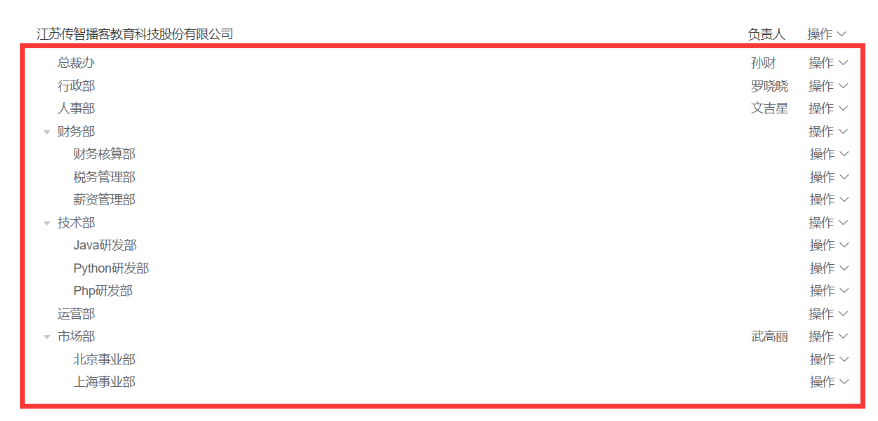 江苏传智播客教育科技股份有限公司 负责人 操作
总裁办 孙财 操作
行政部 罗晓晓 操作
人事部 文吉星 操作
财务部 操作
财务核算部 操作
税务管理部 操作
薪资管理部 操作
技术部 操作
Java研发部 操作
Python研发部 操作
Php研发部 操作
运营部 操作
市场部 武高丽 操作
北京事业部 操作
上海事业部 操作